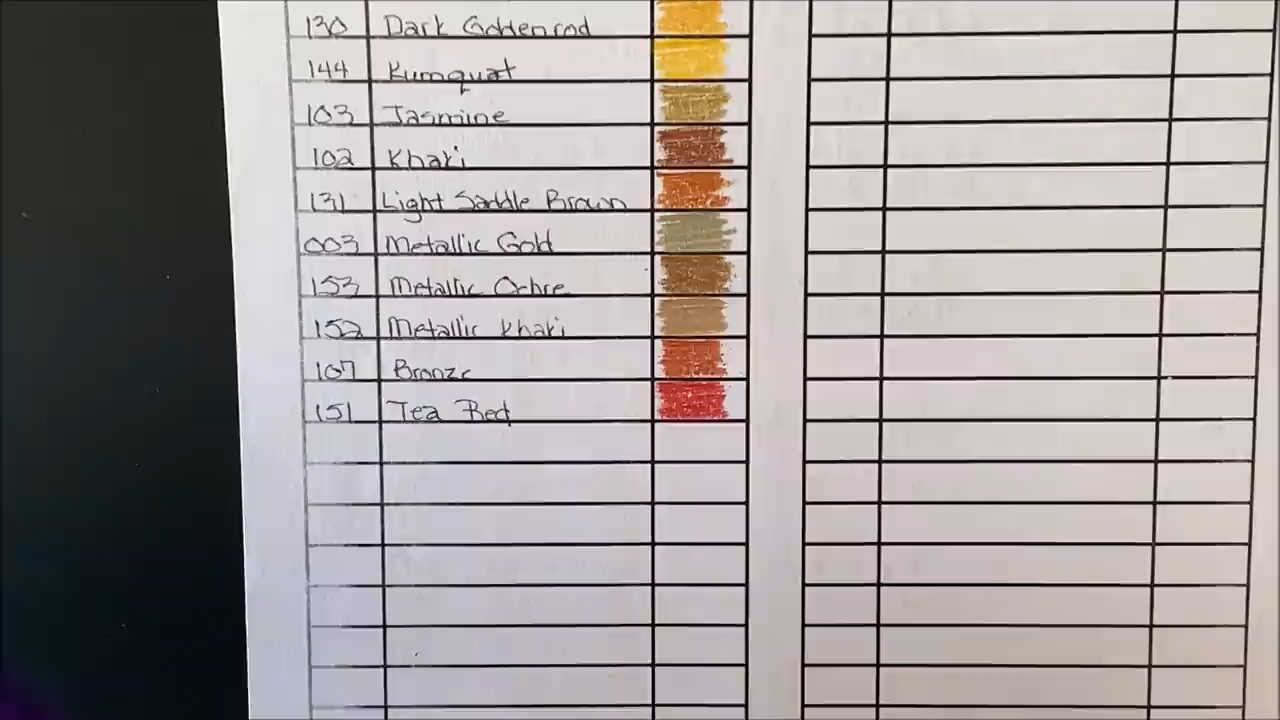 130 Dark Goldenrod
144 Kumquat
103 Jasmine
102 Khaki
131 Light Saddle Brown
003 Metallic Gold
153 Metallic Ochre
152 Metallic Khaki
107 Bronze
151 Tea Red